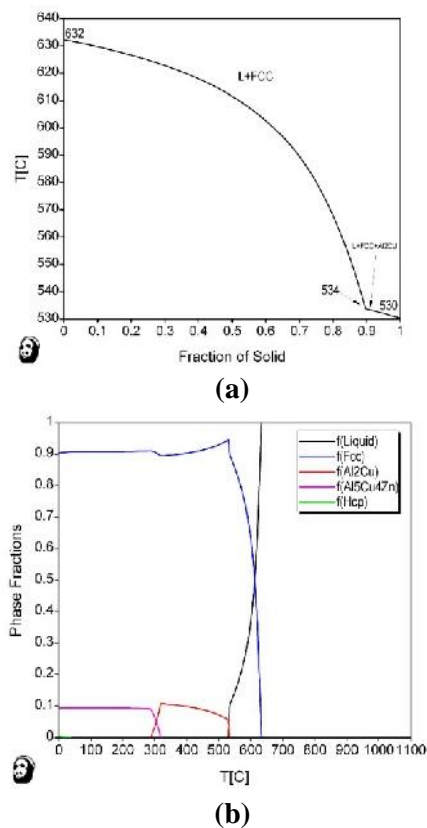 640
632
630
L+FCC
620
610
T[C]
600
590
580
570
560
L+FCC+Al2CU
550
540
534
530
530
0 0.1 0.2 0.3 0.4 0.5 0.6 0.7 0.8 0.9 1
Fraction of Solid
(a)
1
f(Liquid)
0.9
f(Fcc)
f(Al2Cu)
0.8
f(Al5Cu4Zn)
0.7
f(Hcp)
0.6
Phase Fractions
0.5
0.4
0.3
0.2
0.1
0
0 100 200 300 400 500 600 700 800 900 1000 1100
T[C]
(b)